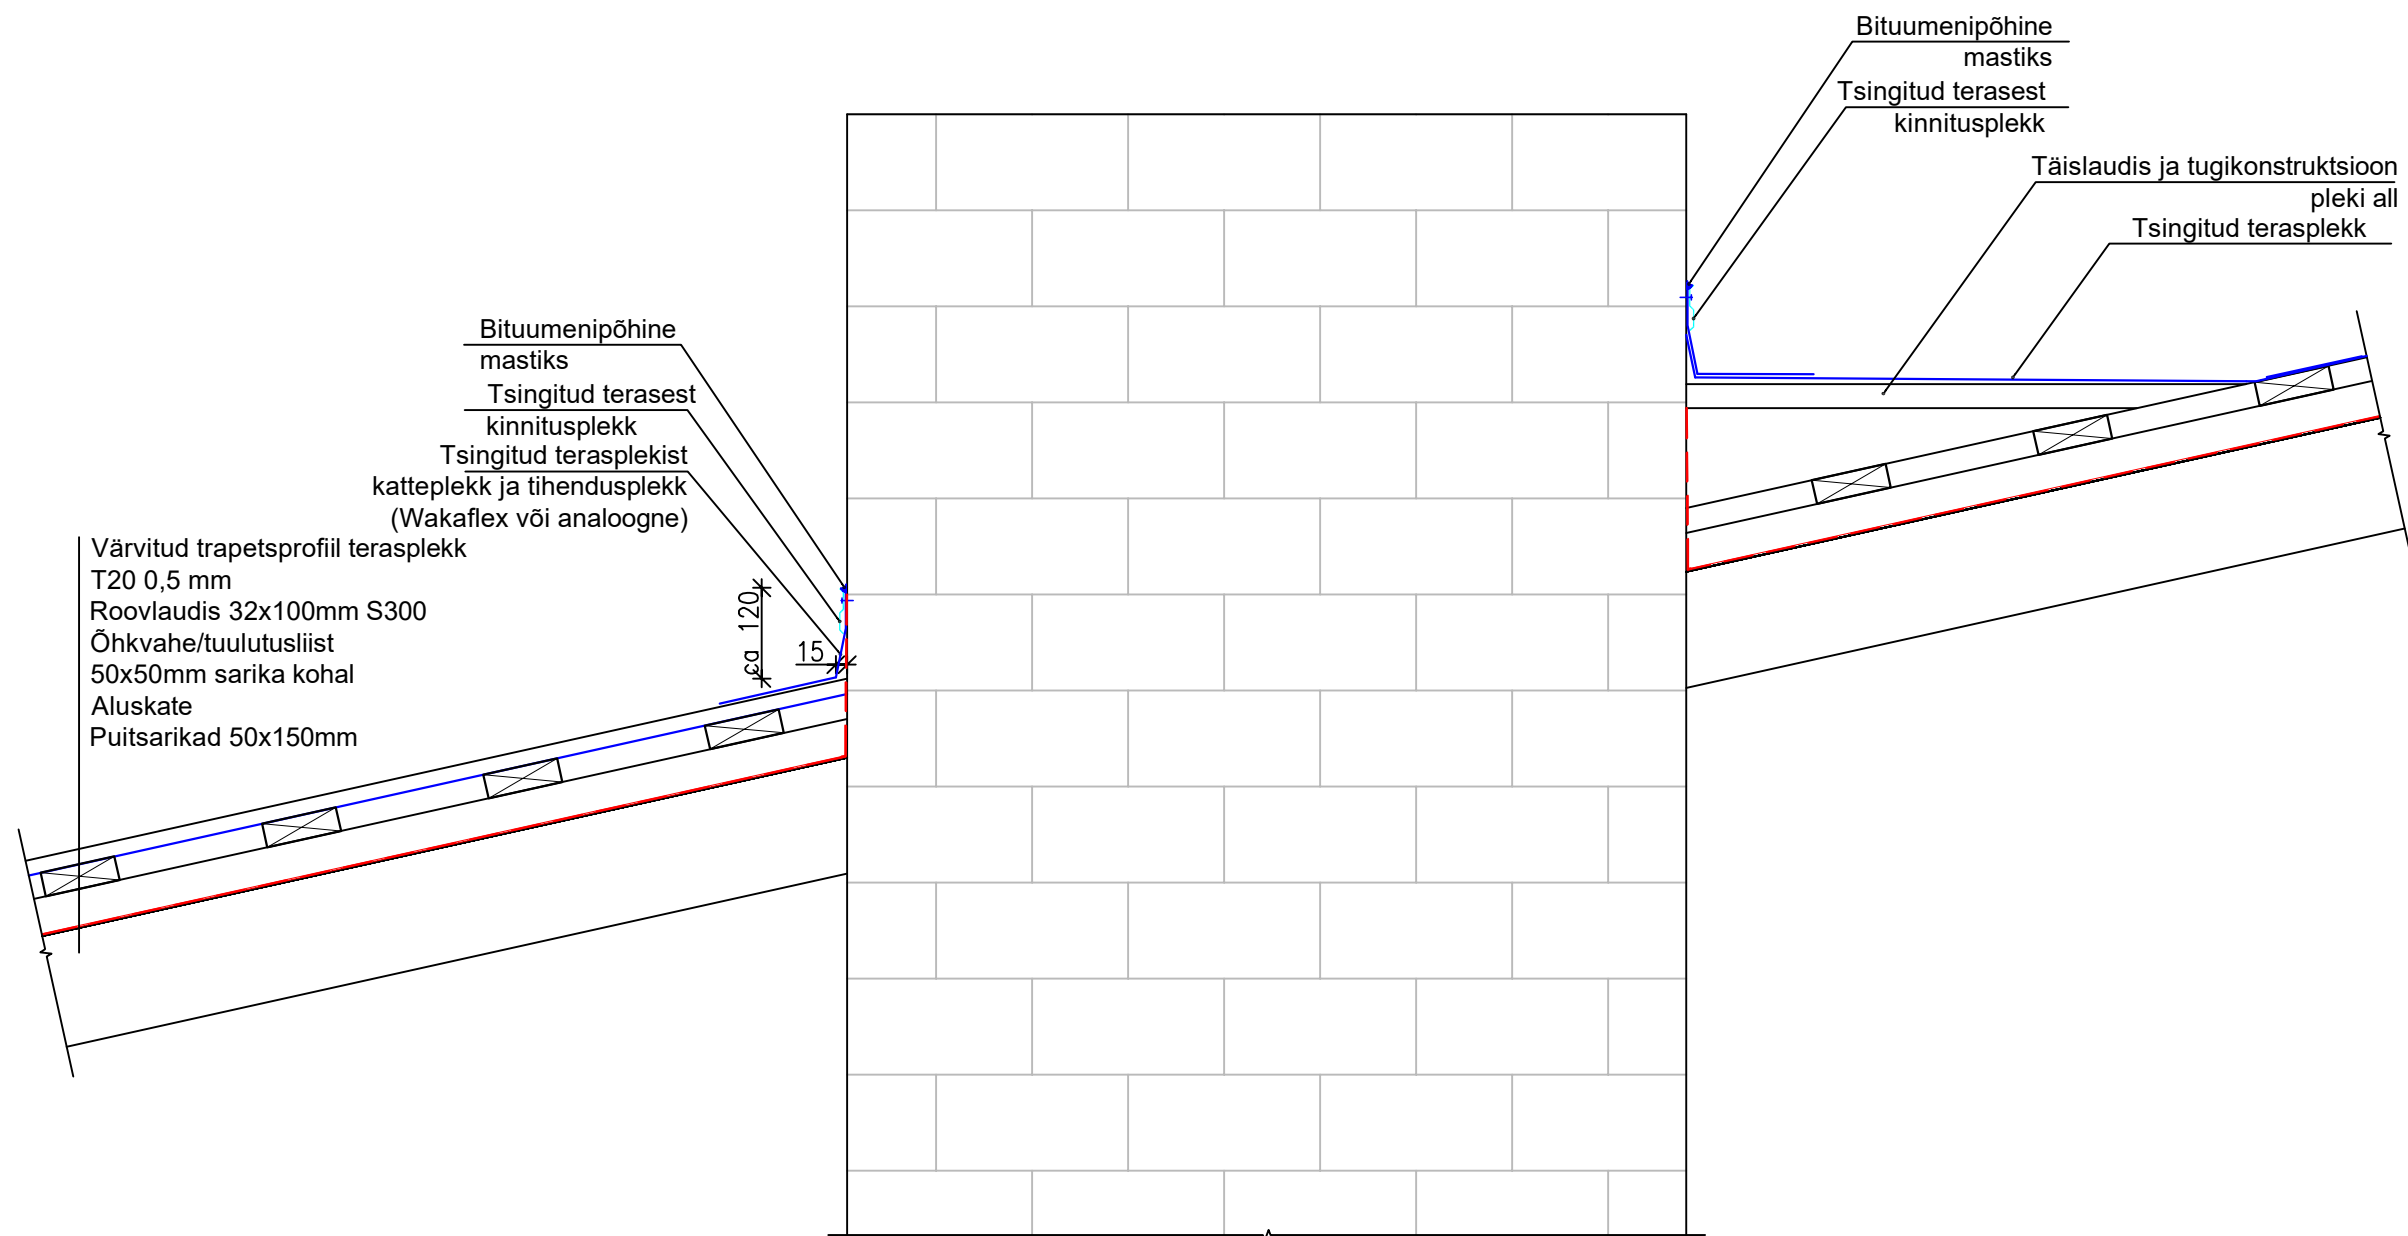 Bituumenipõhine
mastiks
Tsingitud terasest
kinnitusplekk
Täislaudis ja tugikonstruktsioon
pleki all
Tsingitud terasplekk
Bituumenipõhine
mastiks
Tsingitud terasest
kinnitusplekk
Tsingitud terasplekist
katteplekk ja tihendusplekk
(Wakaflex või analoogne)
Värvitud trapetsprofiil terasplekk
T20 0,5 mm
Roovlaudis 32x100mm S300
Õhkvahe/tuulutusliist
50x50mm sarika kohal
Aluskate
Puitsarikad 50x150mm
ca 120
15